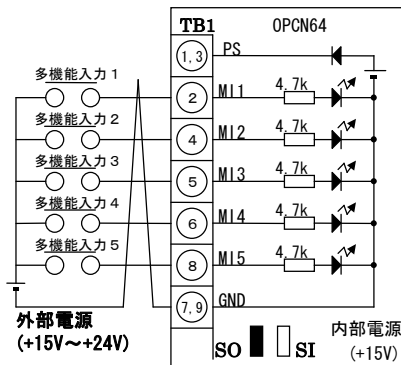 TB1 OPCN64
1,3 PS
多機能入力1 2 MI1 4.7k
多機能入力2 4 MI2 4.7k
多機能入力3 5 MI3 4.7k
多機能入力4 6 MI4 4.7k
多機能入力5 8 MI5 4.7k
7,9 GND
外部電源
(+15V～+24V)
SO SI
内部電源
(+15V)